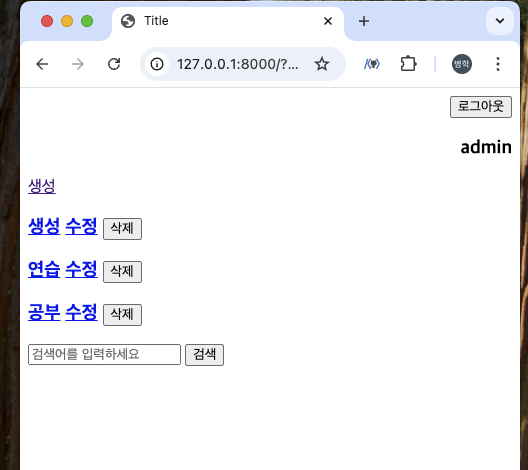 Title
127.0.0.1:8000/?...
병학
로그아웃
admin
생성
생성 수정 삭제
연습 수정 삭제
공부 수정 삭제
검색어를 입력하세요 검색